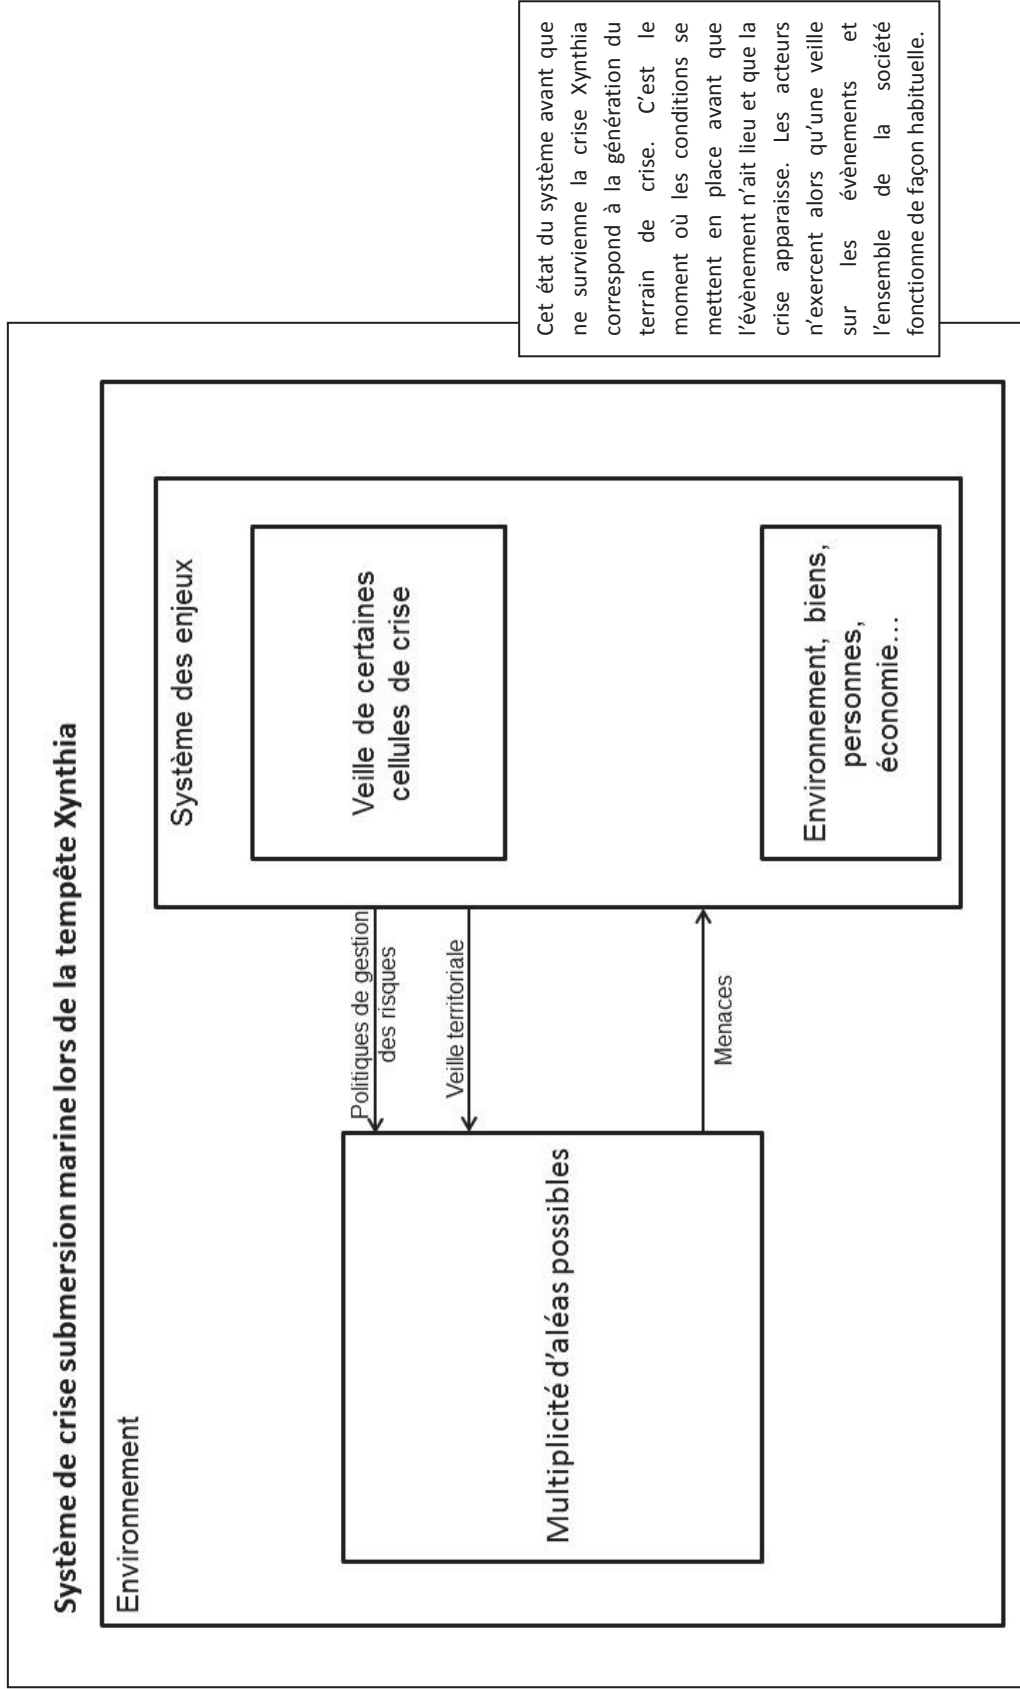 Système de crise submersion marine lors de la tempête Xynthia
Environnement
Multiplicité d'aléas possibles
Politiques de gestion
des risques
Veille territoriale
Menaces
Système des enjeux
Veille de certaines
cellules de crise
Environnement, biens,
personnes,
économie…
Cet état du système avant que
ne survienne la crise Xynthia
correspond à la génération du
terrain de crise. C'est le
moment où les conditions se
mettent en place avant que
l'évènement n'ait lieu et que la
crise apparaisse. Les acteurs
n'exercent alors qu'une veille
sur les évènements et
l'ensemble de la société
fonctionne de façon habituelle.